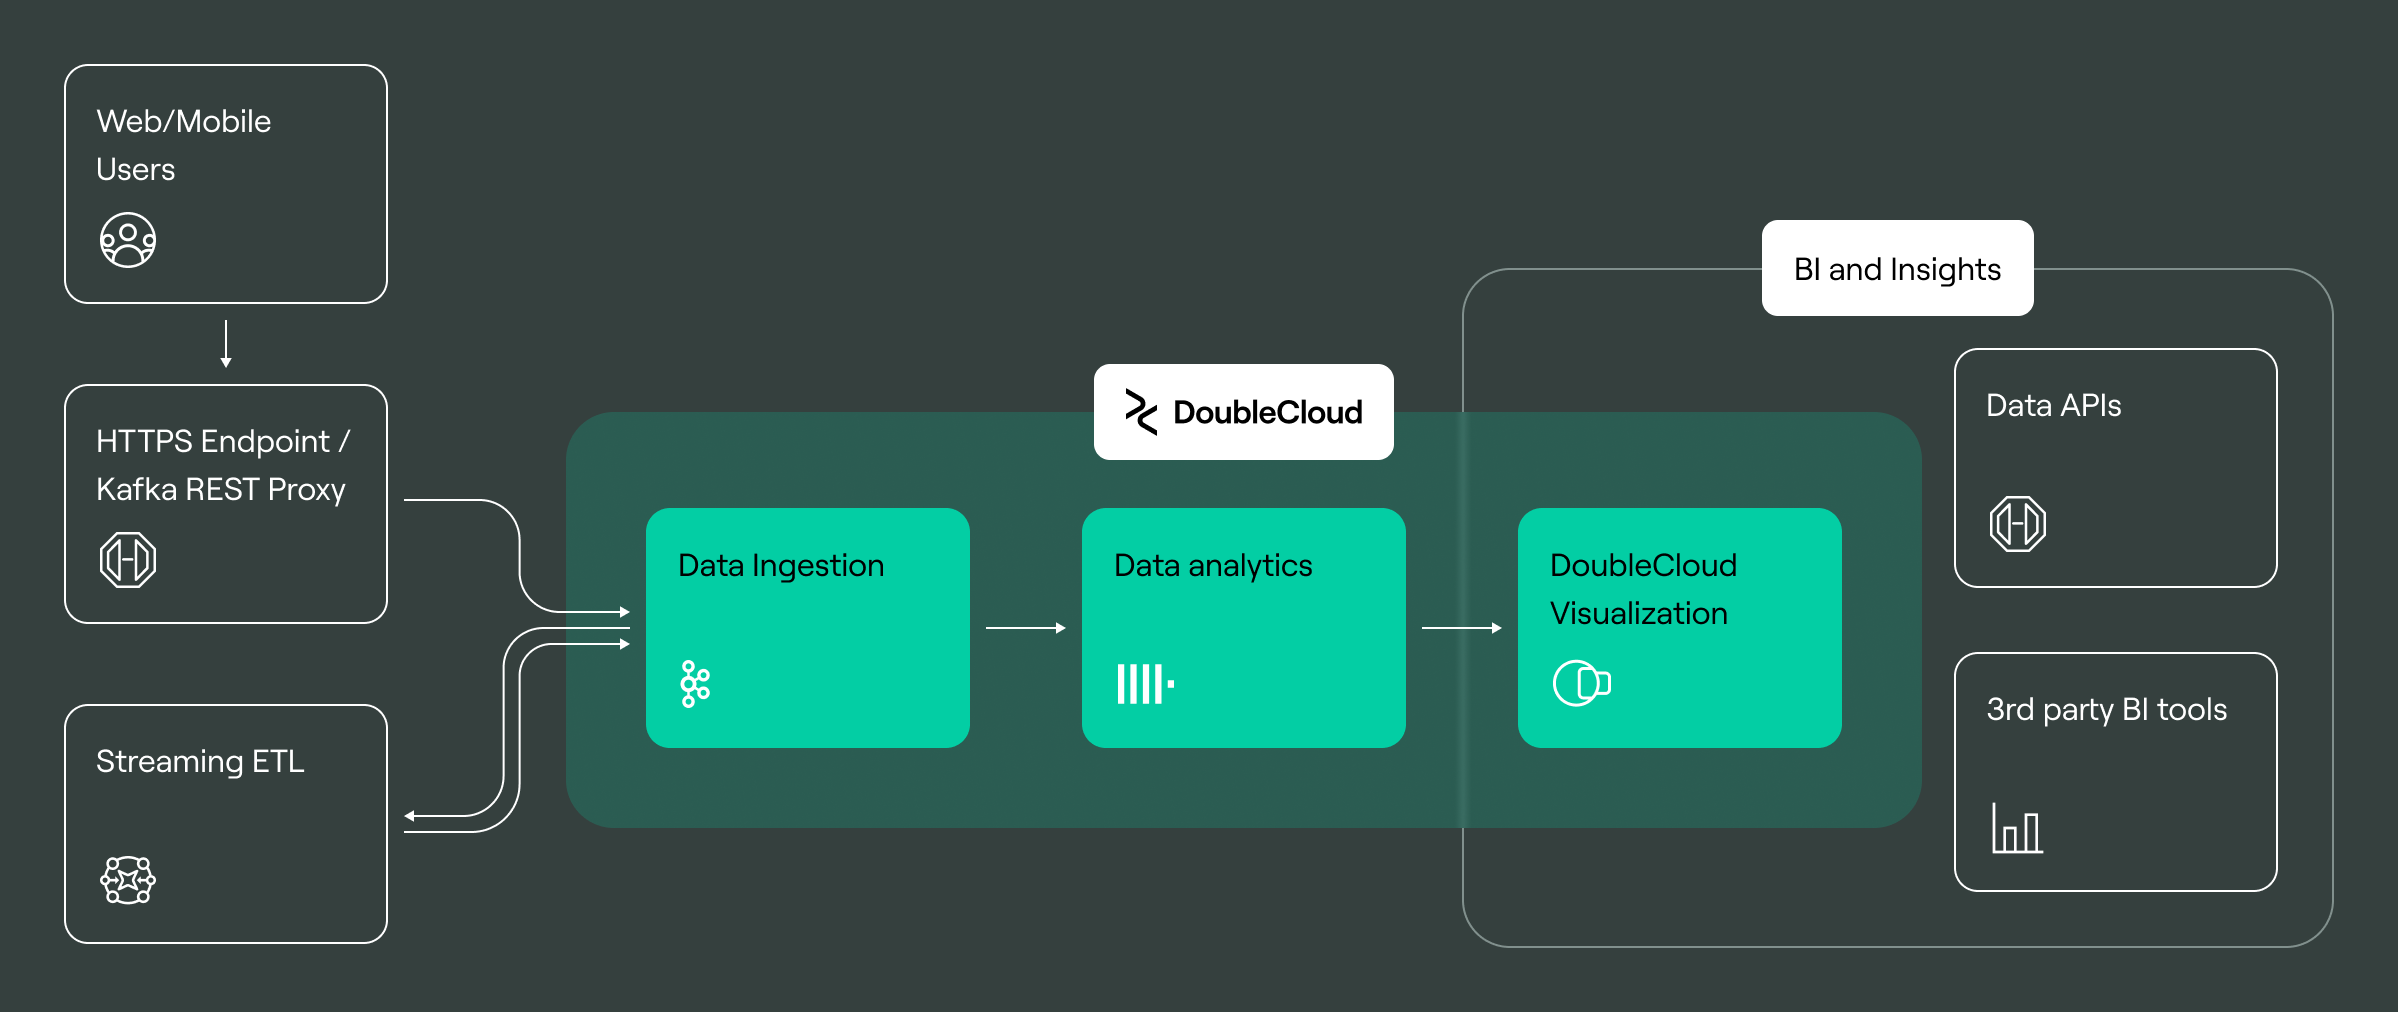 Web/Mobile
Users
HTTPS Endpoint /
Kafka REST Proxy
Streaming ETL
DoubleCloud
Data Ingestion
Data analytics
DoubleCloud
Visualization
BI and Insights
Data APIs
3rd party BI tools